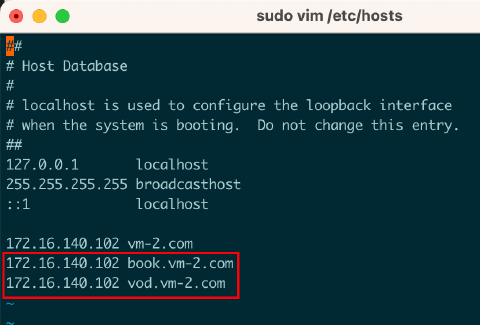 sudo vim /etc/hosts
##
# Host Database
#
# localhost is used to configure the loopback interface
# when the system is booting.  Do not change this entry.
##
127.0.0.1       localhost
255.255.255.255 broadcasthost
::1             localhost
172.16.140.102 vm-2.com
172.16.140.102 book.vm-2.com
172.16.140.102 vod.vm-2.com
~
~